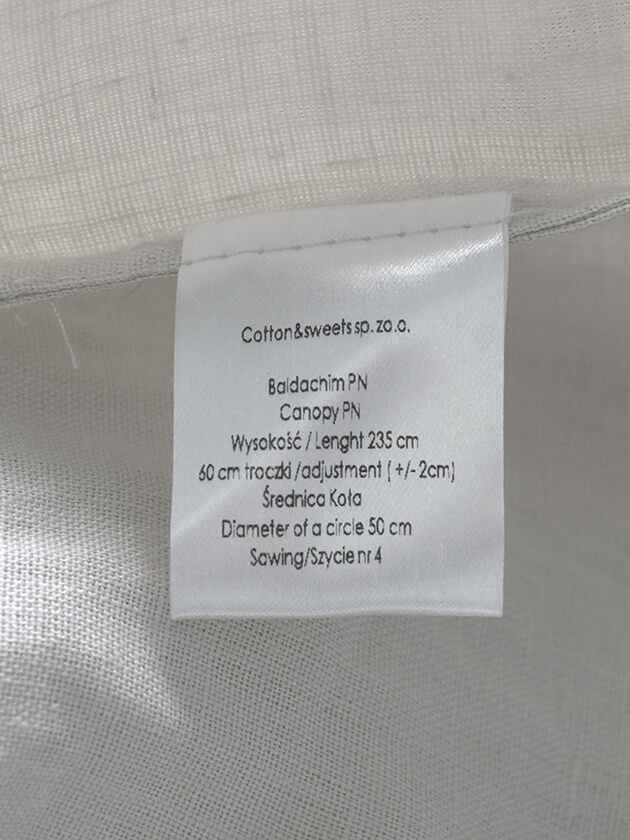 Cotton&sweets sp. zo.o.
Baldachim PN
Canopy PN
Wysokość / Lenght 235 cm
60 cm troczki /adjustment ( +/- 2cm)
Średnica Koła
Diameter of a circle 50 cm
Sawing/Szycie nr 4